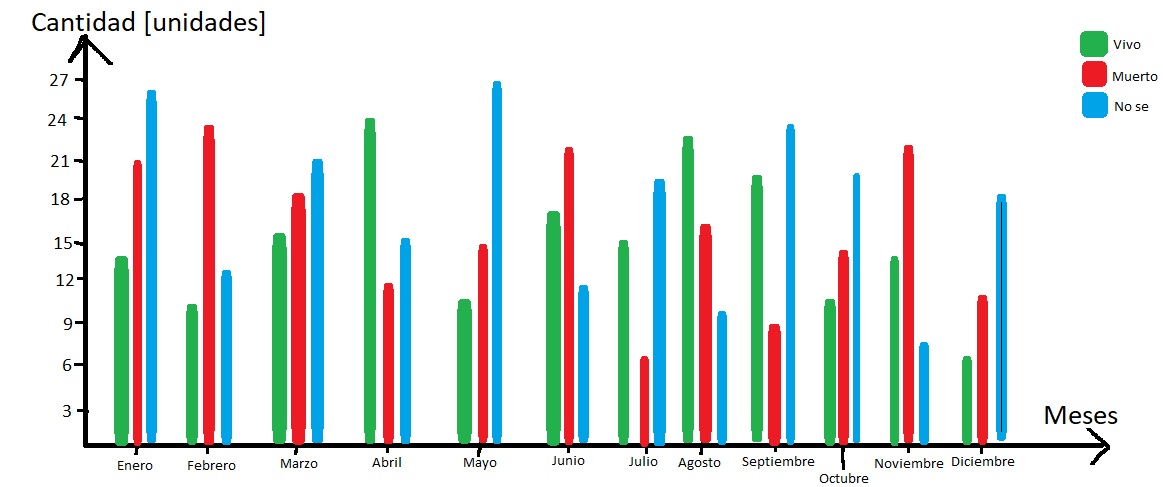 Cantidad [unidades]
Vivo
Muerto
No se
27
24
21
18
15
12
9
6
3
Meses
Enero
Febrero
Marzo
Abril
Mayo
Junio
Julio
Agosto
Septiembre
Octubre
Noviembre
Diciembre